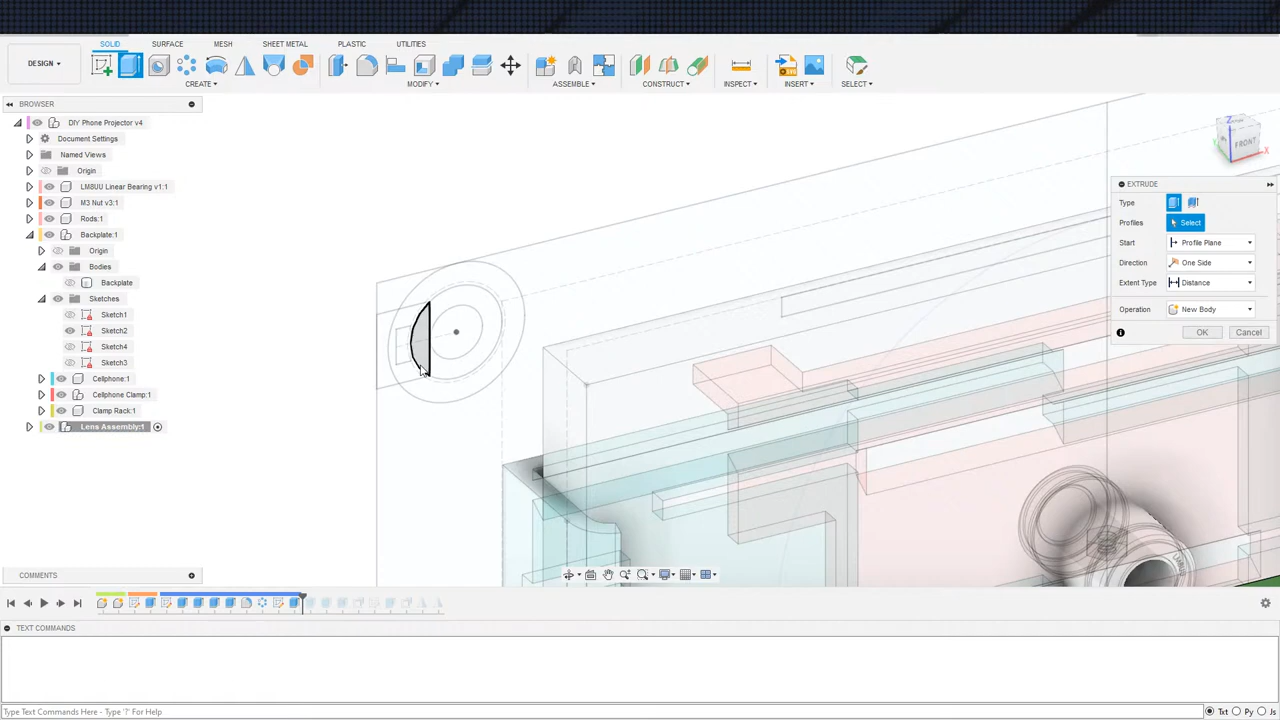 SOLID SURFACE MESH SHEET METAL PLASTIC UTILITIES
DESIGN
CREATE MODIFY ASSEMBLE CONSTRUCT INSPECT INSERT SELECT
BROWSER
DIY Phone Projector v4
Document Settings
Named Views
Origin
LM8UU Linear Bearing v1:1
M3 Nut v3:1
Rods:1
Backplate:1
Origin
Bodies
Backplate
Sketches
Sketch1
Sketch2
Sketch4
Sketch3
Cellphone:1
Cellphone Clamp:1
Clamp Rack:1
Lens Assembly:1
Z
FRONT
X
EXTRUDE
Type
Profiles Select
Start Profile Plane
Direction One Side
Extent Type Distance
Operation New Body
OK Cancel
COMMENTS
TEXT COMMANDS
Type Text Commands Here - Type '?' For Help
Txt Py Js